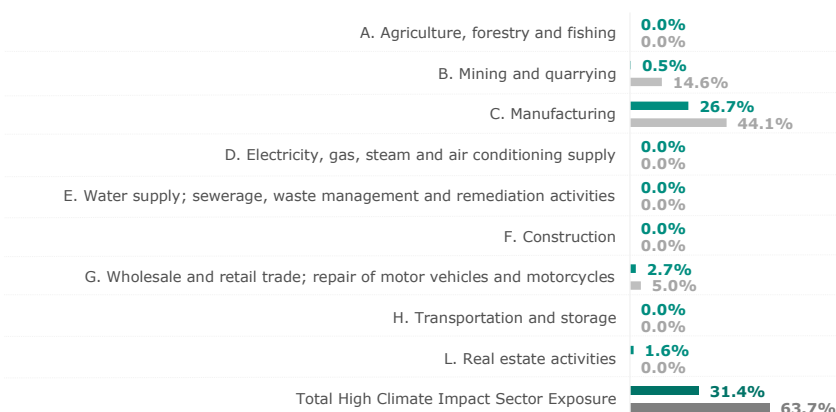 A. Agriculture, forestry and fishing
0.0%
0.0%
B. Mining and quarrying
0.5%
14.6%
C. Manufacturing
26.7%
44.1%
D. Electricity, gas, steam and air conditioning supply
0.0%
0.0%
E. Water supply; sewerage, waste management and remediation activities
0.0%
0.0%
F. Construction
0.0%
0.0%
G. Wholesale and retail trade; repair of motor vehicles and motorcycles
2.7%
5.0%
H. Transportation and storage
0.0%
0.0%
L. Real estate activities
1.6%
0.0%
Total High Climate Impact Sector Exposure
31.4%
63.7%